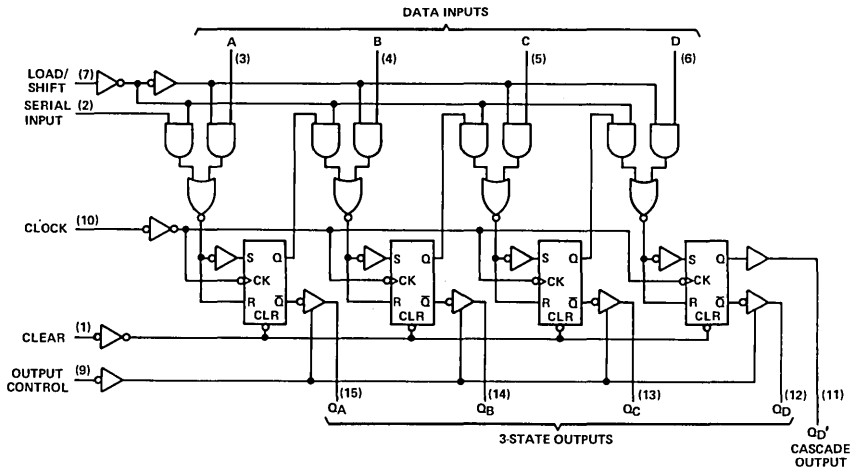 DATA INPUTS
A B C D
(3) (4) (5) (6)
LOAD/ (7)
SHIFT
SERIAL (2)
INPUT
CLOCK (10)
S Q S Q S Q S Q
CK CK CK CK
R Q̅ R Q̅ R Q̅ R Q̅
CLR CLR CLR CLR
CLEAR (1)
OUTPUT (9)
CONTROL
(15) (14) (13) (12) (11)
QA QB QC QD
3-STATE OUTPUTS
QD'
CASCADE
OUTPUT